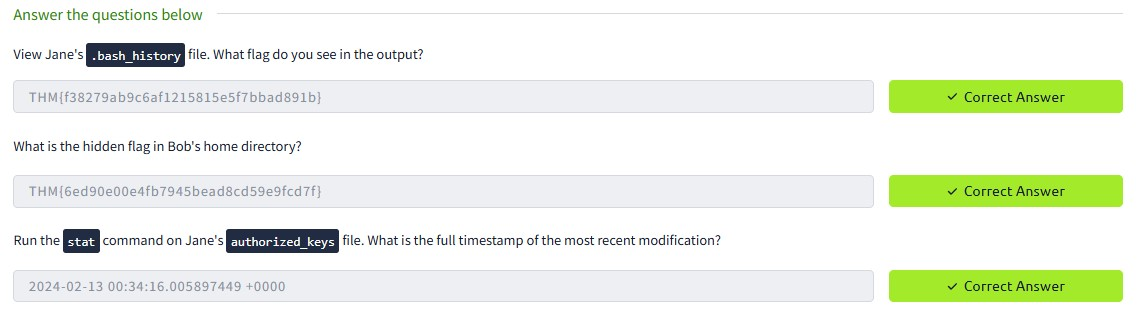 Answer the questions below
View Jane's .bash_history file. What flag do you see in the output?
THM{f38279ab9c6af1215815e5f7bbad891b}
✓ Correct Answer
What is the hidden flag in Bob's home directory?
THM{6ed90e00e4fb7945bead8cd59e9fcd7f}
✓ Correct Answer
Run the stat command on Jane's authorized_keys file. What is the full timestamp of the most recent modification?
2024-02-13 00:34:16.005897449 +0000
✓ Correct Answer